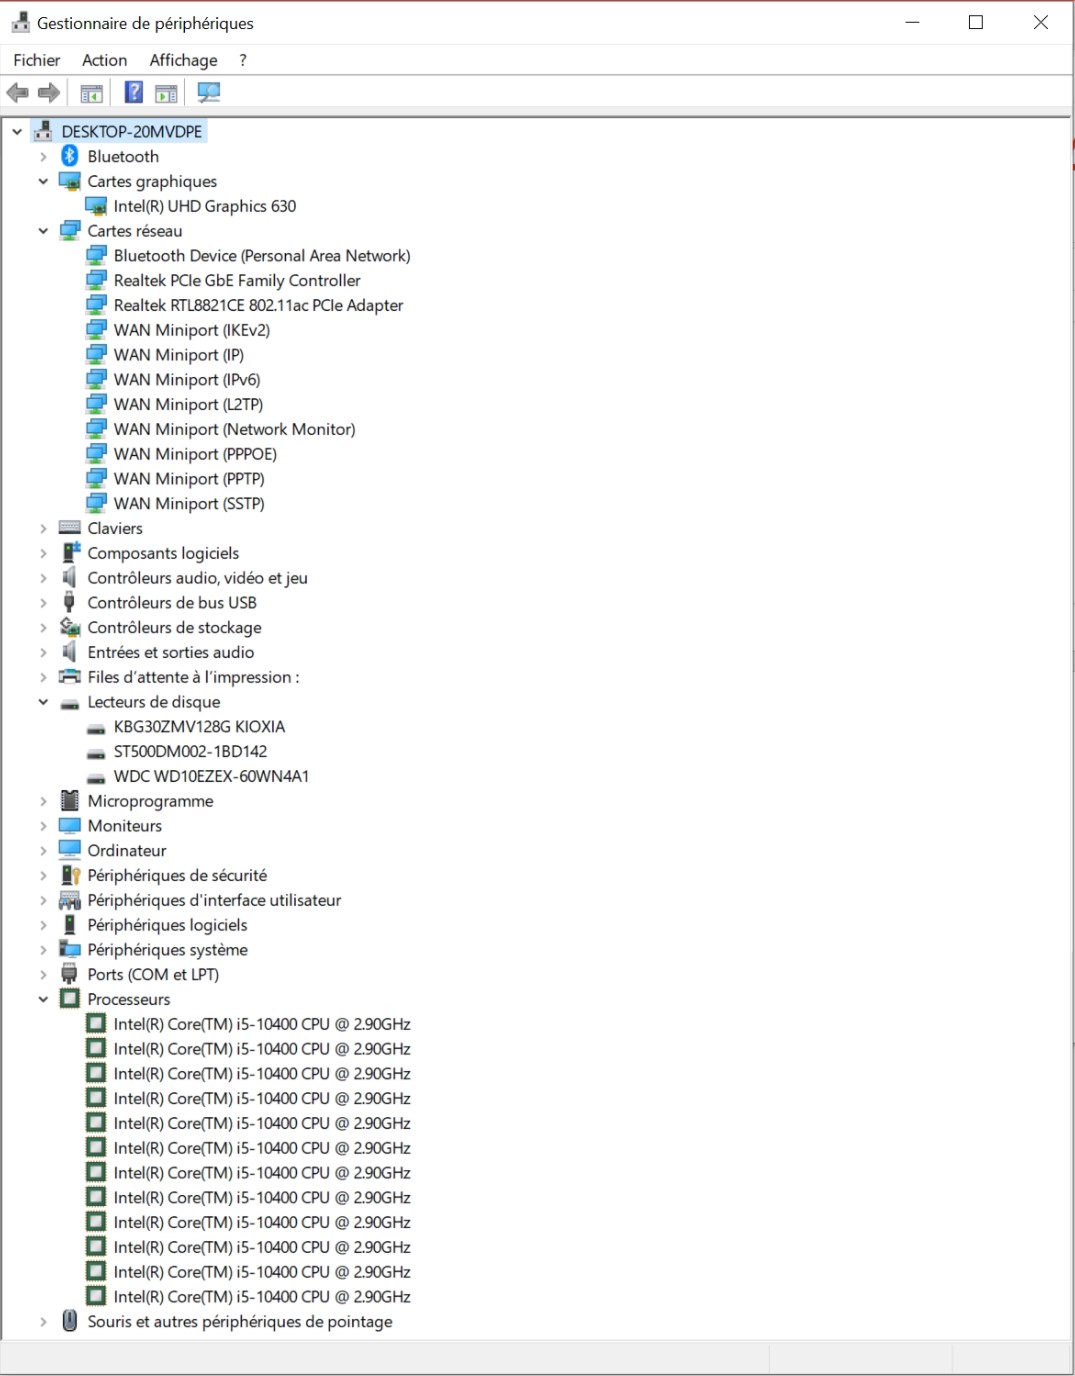 Gestionnaire de périphériques
Fichier Action Affichage ?
DESKTOP-20MVDPE
Bluetooth
Cartes graphiques
Intel(R) UHD Graphics 630
Cartes réseau
Bluetooth Device (Personal Area Network)
Realtek PCIe GbE Family Controller
Realtek RTL8821CE 802.11ac PCIe Adapter
WAN Miniport (IKEv2)
WAN Miniport (IP)
WAN Miniport (IPv6)
WAN Miniport (L2TP)
WAN Miniport (Network Monitor)
WAN Miniport (PPPOE)
WAN Miniport (PPTP)
WAN Miniport (SSTP)
Claviers
Composants logiciels
Contrôleurs audio, vidéo et jeu
Contrôleurs de bus USB
Contrôleurs de stockage
Entrées et sorties audio
Files d'attente à l'impression :
Lecteurs de disque
KBG30ZMV128G KIOXIA
ST500DM002-1BD142
WDC WD10EZEX-60WN4A1
Microprogramme
Moniteurs
Ordinateur
Périphériques de sécurité
Périphériques d'interface utilisateur
Périphériques logiciels
Périphériques système
Ports (COM et LPT)
Processeurs
Intel(R) Core(TM) i5-10400 CPU @ 2.90GHz
Intel(R) Core(TM) i5-10400 CPU @ 2.90GHz
Intel(R) Core(TM) i5-10400 CPU @ 2.90GHz
Intel(R) Core(TM) i5-10400 CPU @ 2.90GHz
Intel(R) Core(TM) i5-10400 CPU @ 2.90GHz
Intel(R) Core(TM) i5-10400 CPU @ 2.90GHz
Intel(R) Core(TM) i5-10400 CPU @ 2.90GHz
Intel(R) Core(TM) i5-10400 CPU @ 2.90GHz
Intel(R) Core(TM) i5-10400 CPU @ 2.90GHz
Intel(R) Core(TM) i5-10400 CPU @ 2.90GHz
Intel(R) Core(TM) i5-10400 CPU @ 2.90GHz
Intel(R) Core(TM) i5-10400 CPU @ 2.90GHz
Souris et autres périphériques de pointage